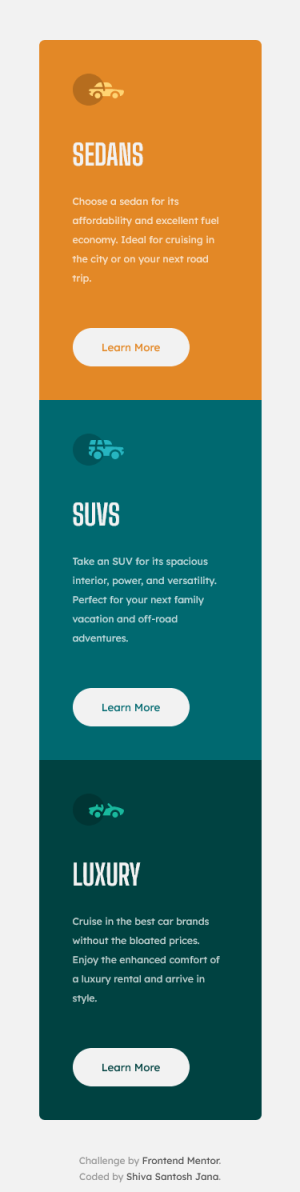 SEDANS
Choose a sedan for its
affordability and excellent fuel
economy. Ideal for cruising in
the city or on your next road
trip.
Learn More
SUVS
Take an SUV for its spacious
interior, power, and versatility.
Perfect for your next family
vacation and off-road
adventures.
Learn More
LUXURY
Cruise in the best car brands
without the bloated prices.
Enjoy the enhanced comfort of
a luxury rental and arrive in
style.
Learn More
Challenge by Frontend Mentor.
Coded by Shiva Santosh Jana.